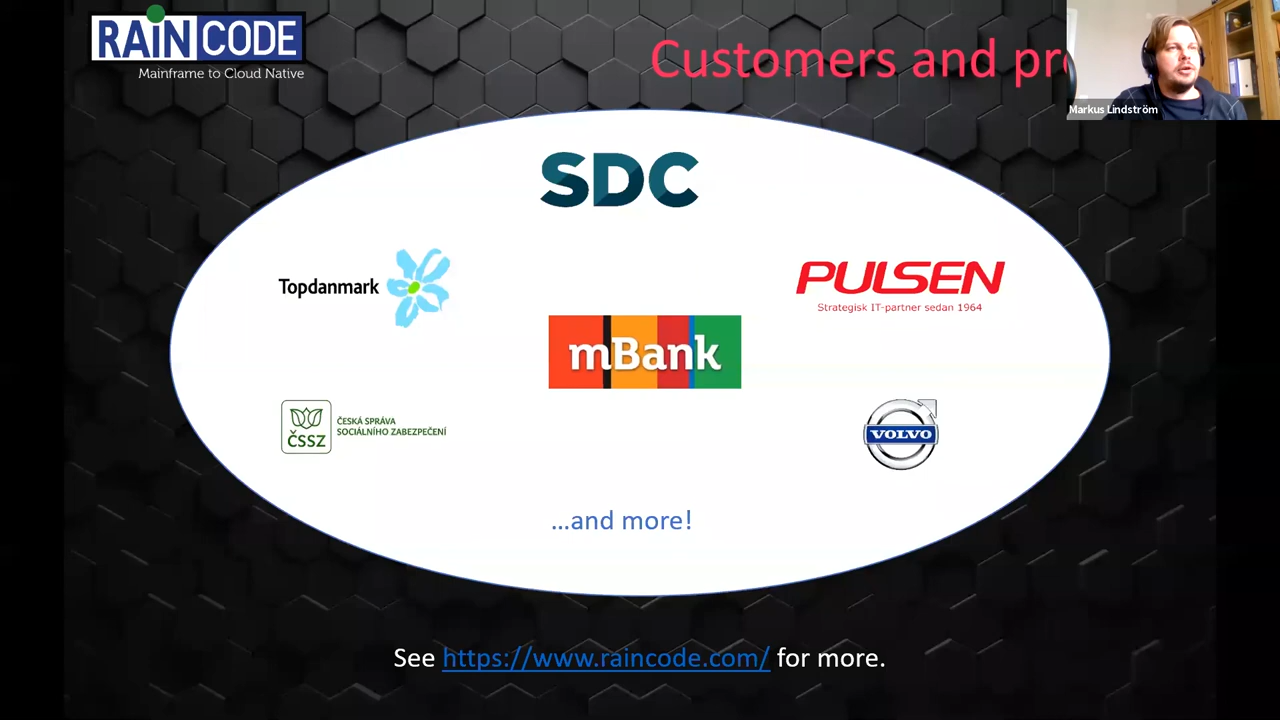 RAINCODE
Mainframe to Cloud Native
Customers and pr
Markus Lindström
SDC
Topdanmark
PULSEN
Strategisk IT-partner sedan 1964
mBank
ČSSZ
ČESKÁ SPRÁVA
SOCIÁLNÍHO ZABEZPEČENÍ
VOLVO
...and more!
See https://www.raincode.com/ for more.